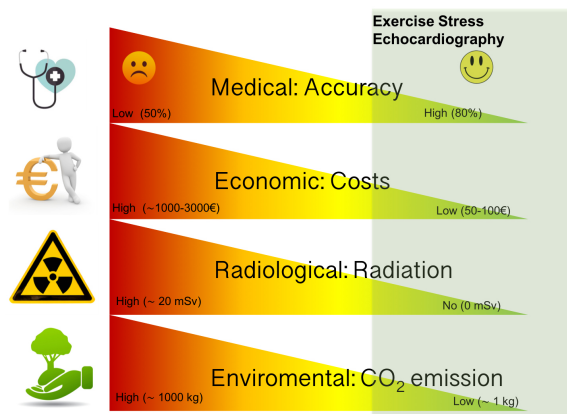 Exercise Stress
Echocardiography
Medical: Accuracy
Low (50%)
High (80%)
Economic: Costs
High (~1000-3000€)
Low (50-100€)
Radiological: Radiation
High (~ 20 mSv)
No (0 mSv)
Enviromental: CO₂ emission
High (~ 1000 kg)
Low (~ 1 kg)